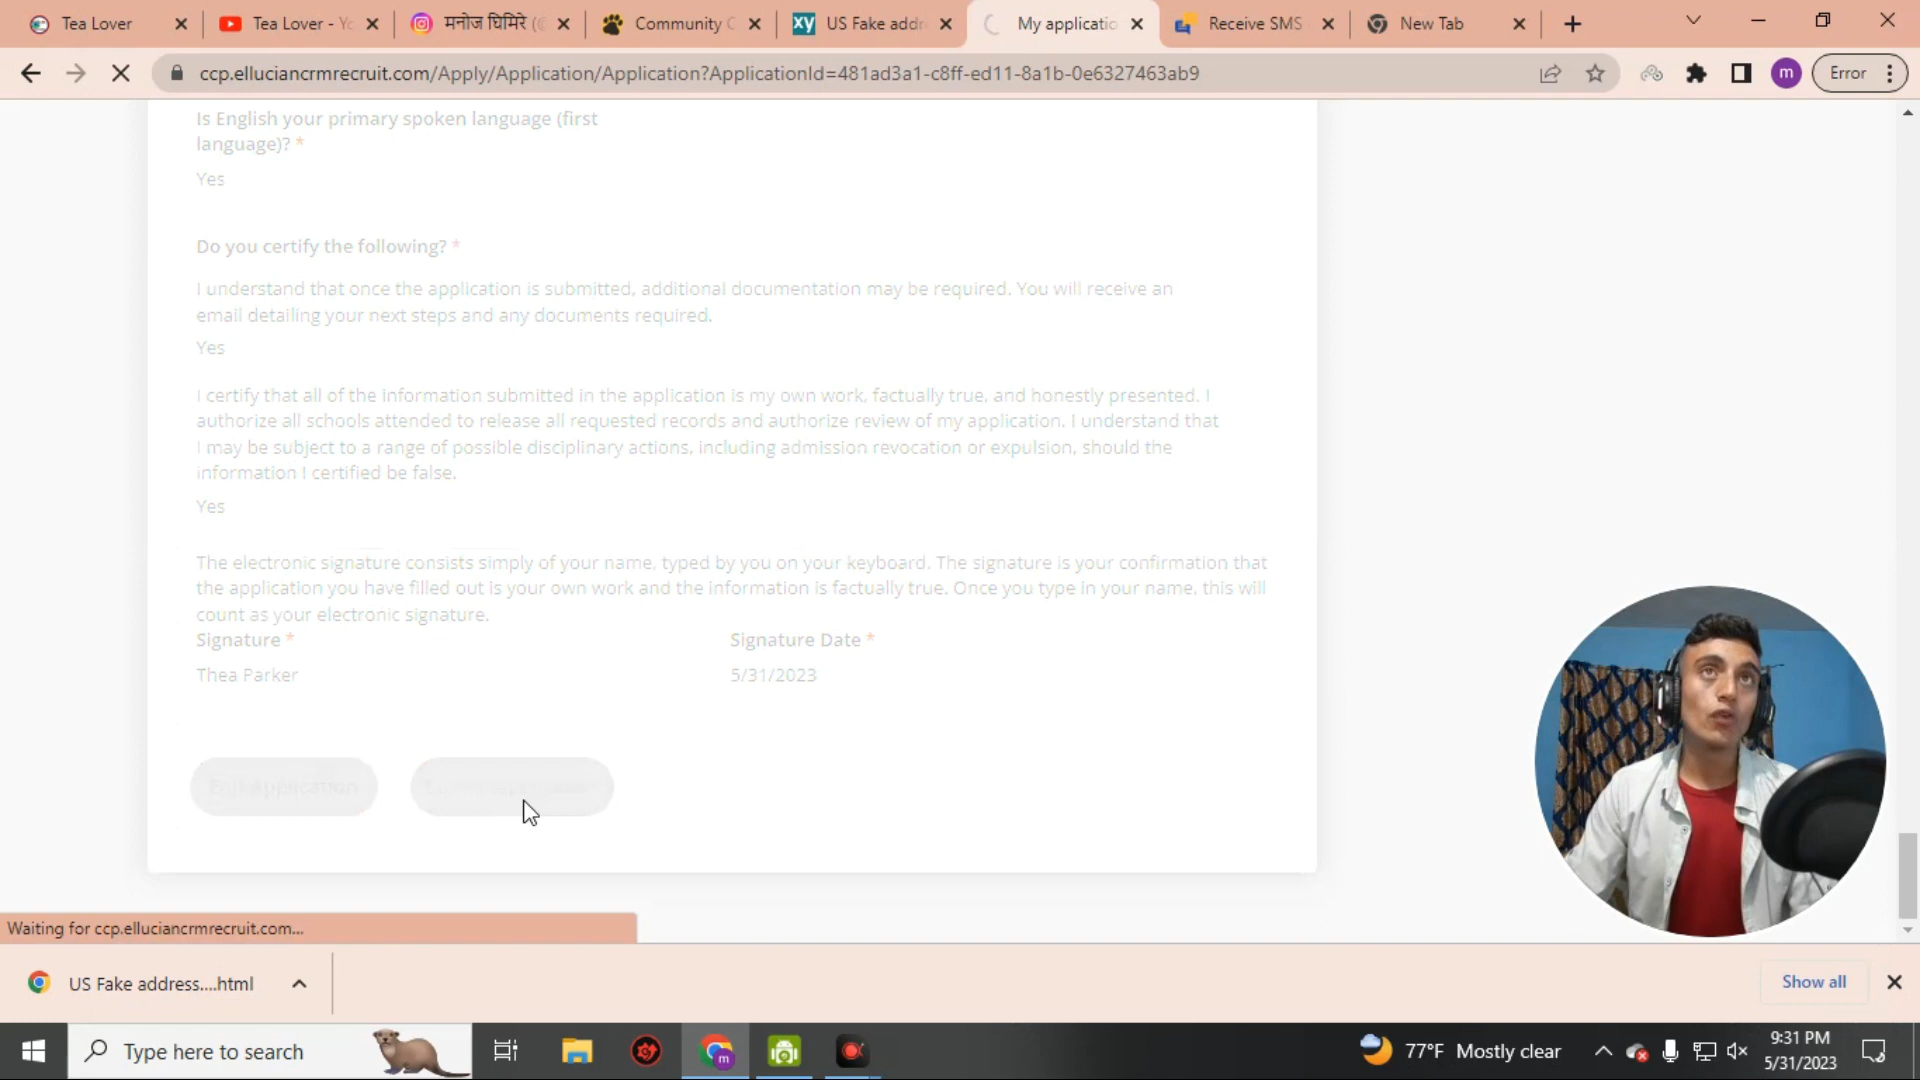 Tea Lover
Tea Lover - Yo
मनोज घिमिरे (@
Community C
xy US Fake addr
My applicatio
Receive SMS
New Tab
ccp.elluciancrmrecruit.com/Apply/Application/Application?ApplicationId=481ad3a1-c8ff-ed11-8a1b-0e6327463ab9
m
Error
Is English your primary spoken language (first
language)? *
Yes
Do you certify the following? *
I understand that once the application is submitted, additional documentation may be required. You will receive an
email detailing your next steps and any documents required.
Yes
I certify that all of the information submitted in the application is my own work, factually true, and honestly presented. I
authorize all schools attended to release all requested records and authorize review of my application. I understand that
I may be subject to a range of possible disciplinary actions, including admission revocation or expulsion, should the
information I certified be false.
Yes
The electronic signature consists simply of your name, typed by you on your keyboard. The signature is your confirmation that
the application you have filled out is your own work and the information is factually true. Once you type in your name, this will
count as your electronic signature.
Signature * Signature Date *
Thea Parker 5/31/2023
Edit Application
Waiting for ccp.elluciancrmrecruit.com...
US Fake address....html
Show all
Type here to search
m
77°F Mostly clear
9:31 PM
5/31/2023